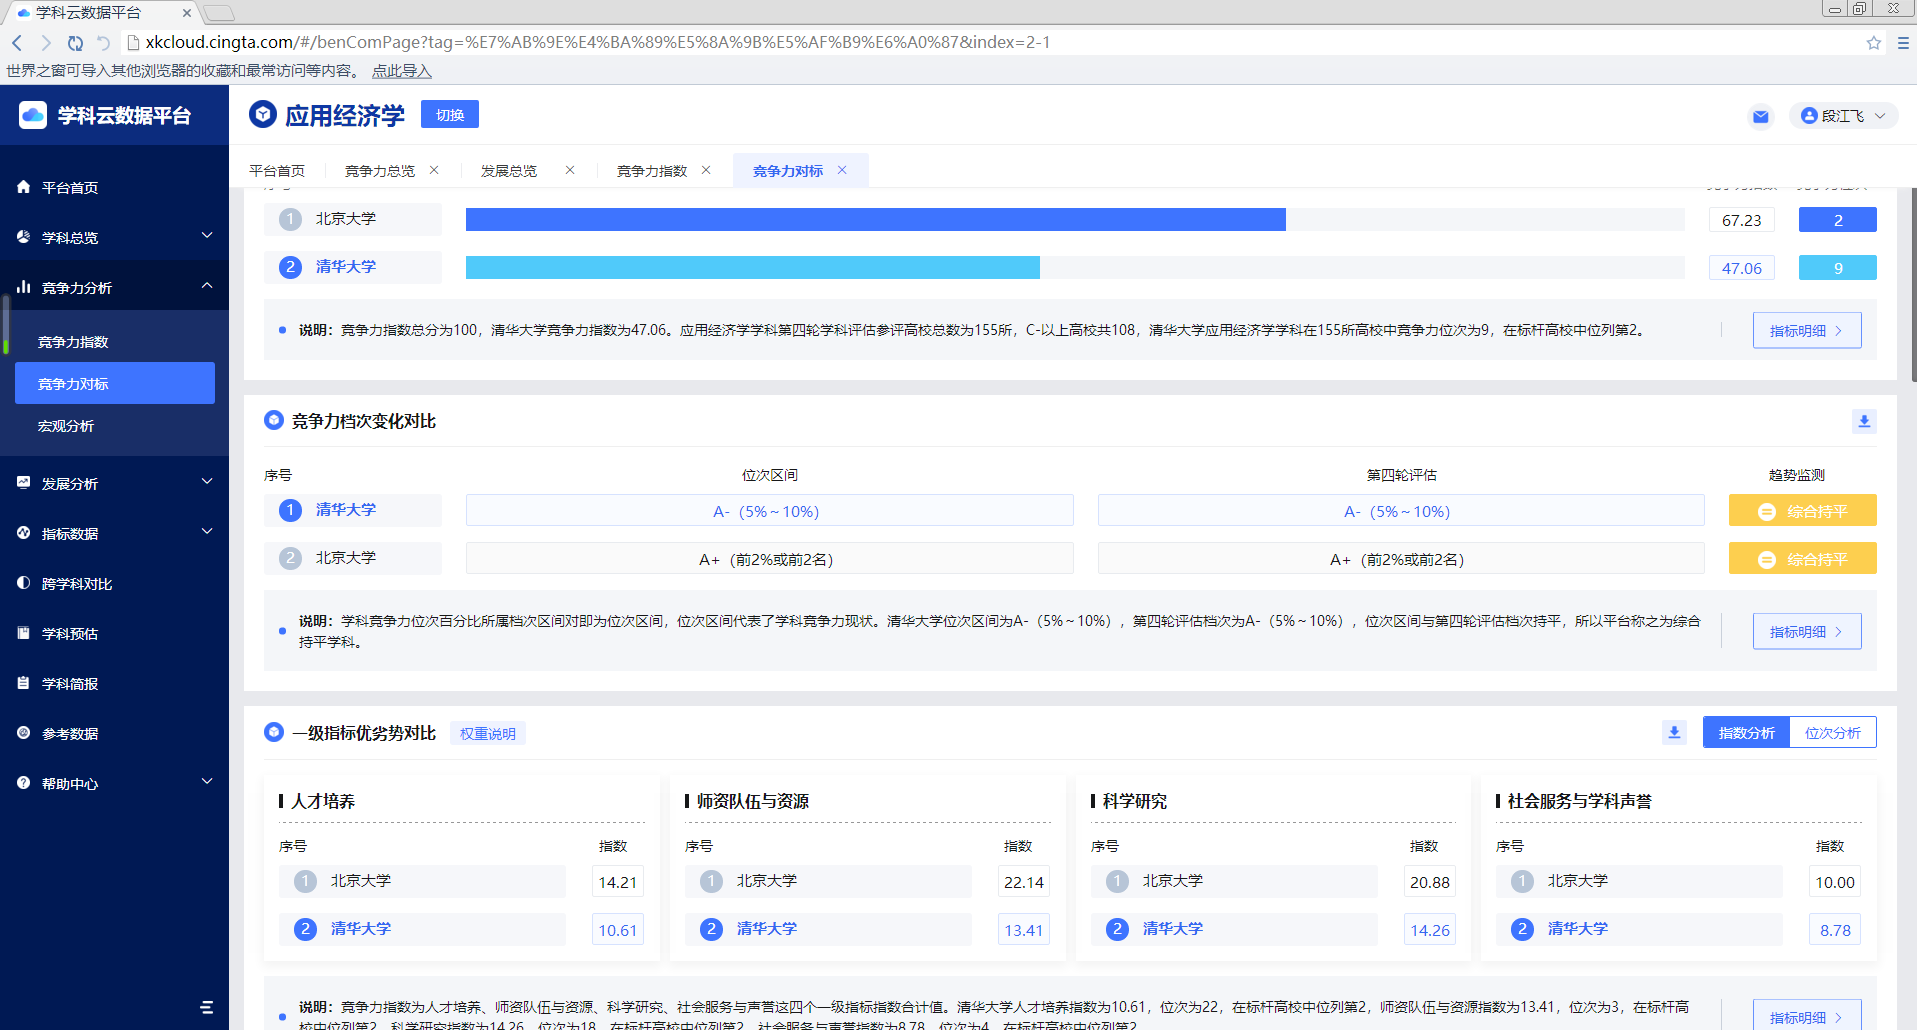 学科云数据平台
xkcloud.cingta.com/#/benComPage?tag=%E7%AB%9E%E4%BA%89%E5%8A%9B%E5%AF%B9%E6%A0%87&index=2-1
世界之窗可导入其他浏览器的收藏和最常访问等内容。 点此导入
学科云数据平台
应用经济学 切换
段江飞
平台首页 竞争力总览 发展总览 竞争力指数 竞争力对标
平台首页
学科总览
竞争力分析
竞争力指数
竞争力对标
宏观分析
发展分析
指标数据
跨学科对比
学科预估
学科简报
参考数据
帮助中心
1 北京大学 67.23 2
2 清华大学 47.06 9
说明：竞争力指数总分为100，清华大学竞争力指数为47.06。应用经济学学科第四轮学科评估参评高校总数为155所，C-以上高校共108，清华大学应用经济学学科在155所高校中竞争力位次为9，在标杆高校中位列第2。
指标明细
竞争力档次变化对比
序号 位次区间 第四轮评估 趋势监测
1 清华大学 A-（5%～10%） A-（5%～10%） 综合持平
2 北京大学 A+（前2%或前2名） A+（前2%或前2名） 综合持平
说明：学科竞争力位次百分比所属档次区间对即为位次区间，位次区间代表了学科竞争力现状。清华大学位次区间为A-（5%～10%），第四轮评估档次为A-（5%～10%），位次区间与第四轮评估档次持平，所以平台称之为综合
持平学科。
指标明细
一级指标优劣势对比 权重说明
指数分析 位次分析
人才培养
序号 指数
1 北京大学 14.21
2 清华大学 10.61
师资队伍与资源
序号 指数
1 北京大学 22.14
2 清华大学 13.41
科学研究
序号 指数
1 北京大学 20.88
2 清华大学 14.26
社会服务与学科声誉
序号 指数
1 北京大学 10.00
2 清华大学 8.78
说明：竞争力指数为人才培养、师资队伍与资源、科学研究、社会服务与声誉这四个一级指标指数合计值。清华大学人才培养指数为10.61，位次为22，在标杆高校中位列第2，师资队伍与资源指数为13.41，位次为3，在标杆高
校中位列第2，科学研究指数为14.26，位次为18，在标杆高校中位列第2，社会服务与声誉指数为8.78，位次为4，在标杆高校中位列第2。
指标明细